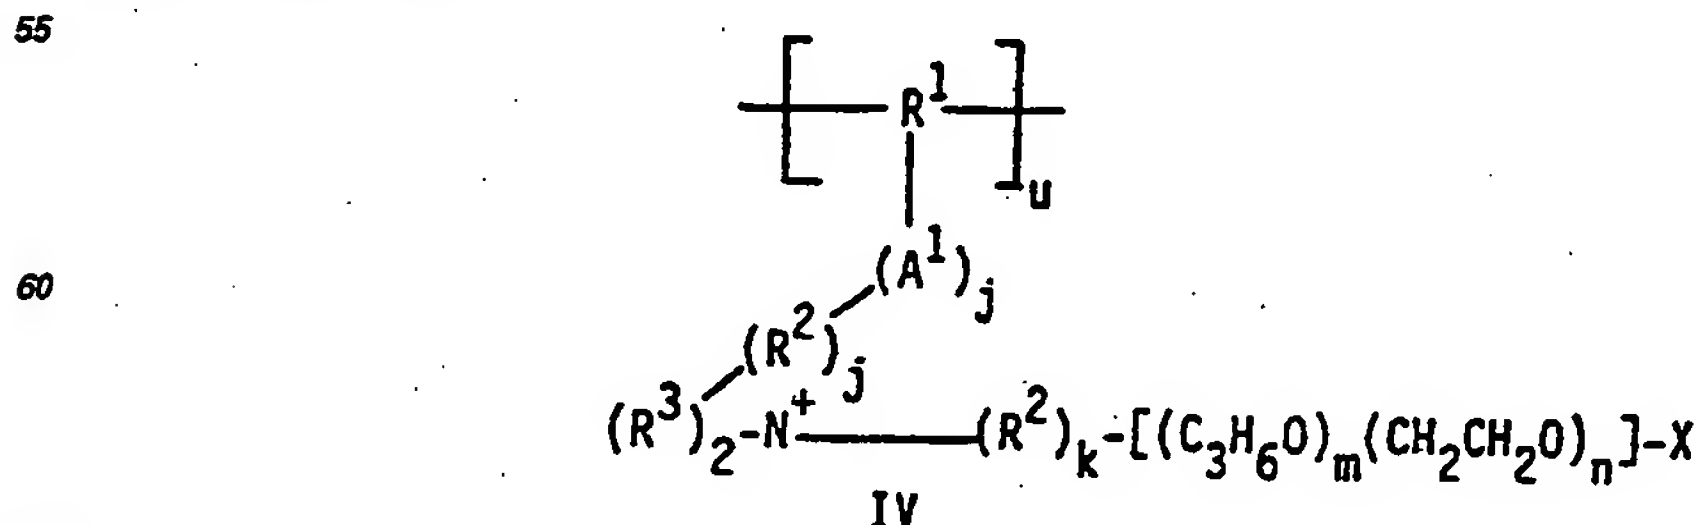 55
[ R¹ ]u
60
(A¹)j
(R²)j
(R³)₂-N⁺—(R²)k-[(C₃H₆O)m(CH₂CH₂O)n]-X
IV